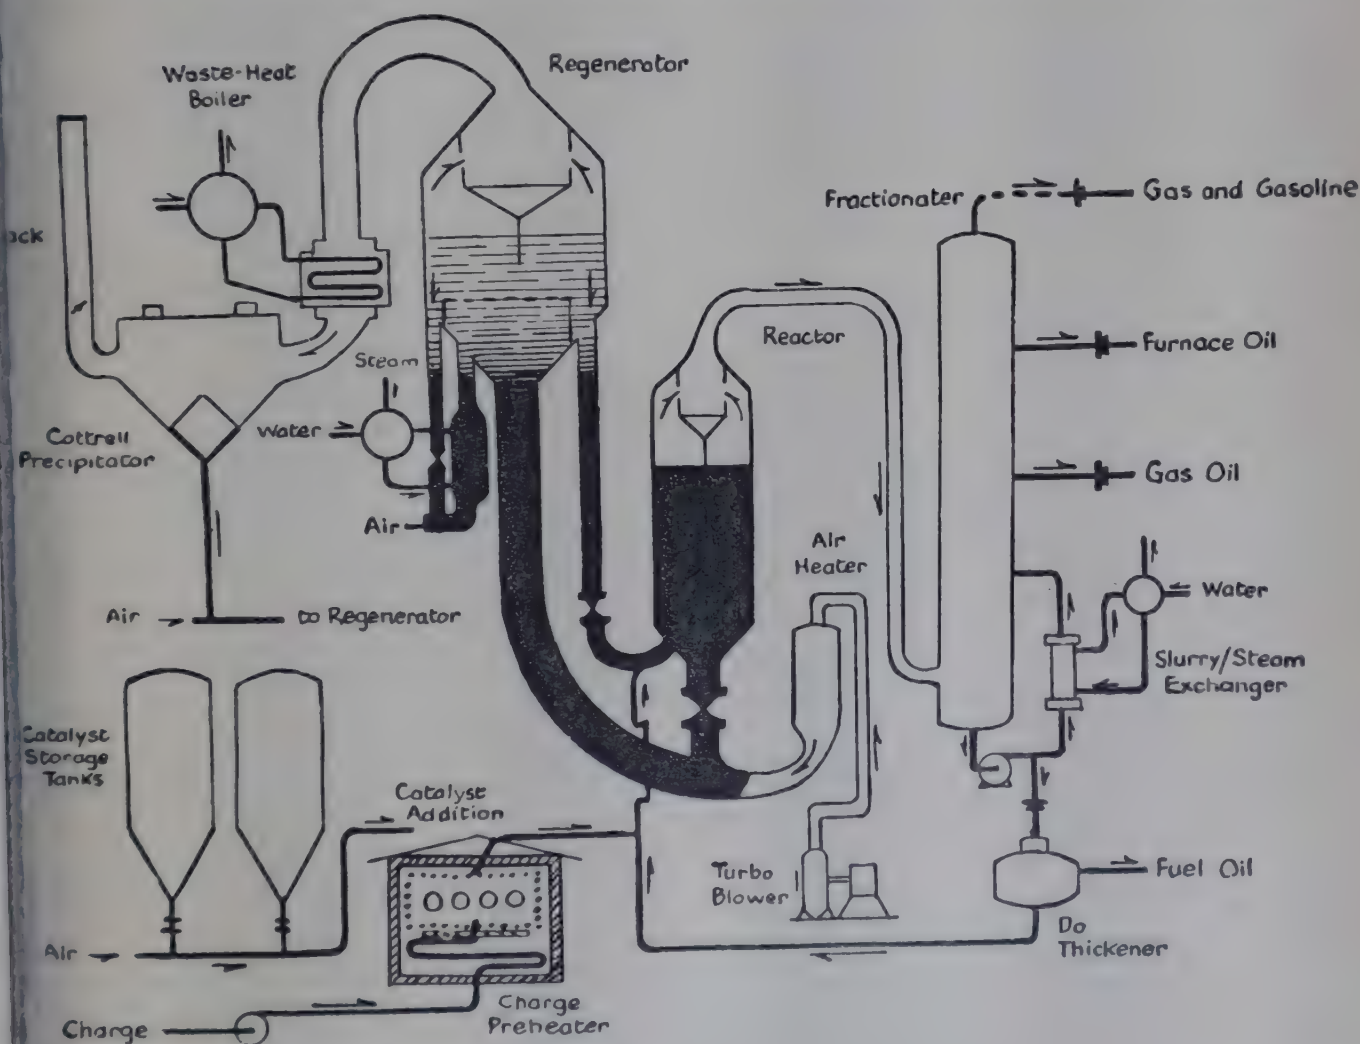 Waste-Heat
Boiler
Regenerator
Fractionater
Gas and Gasoline
ack
Reactor
Furnace Oil
Steam
Water
Cottrell
Precipitator
Gas Oil
Air
Air
Heater
Water
Air
to Regenerator
Slurry/Steam
Exchanger
Catalyst
Storage
Tanks
Catalyst
Addition
Turbo
Blower
Fuel Oil
Do
Thickener
Air
Charge
Preheater
Charge